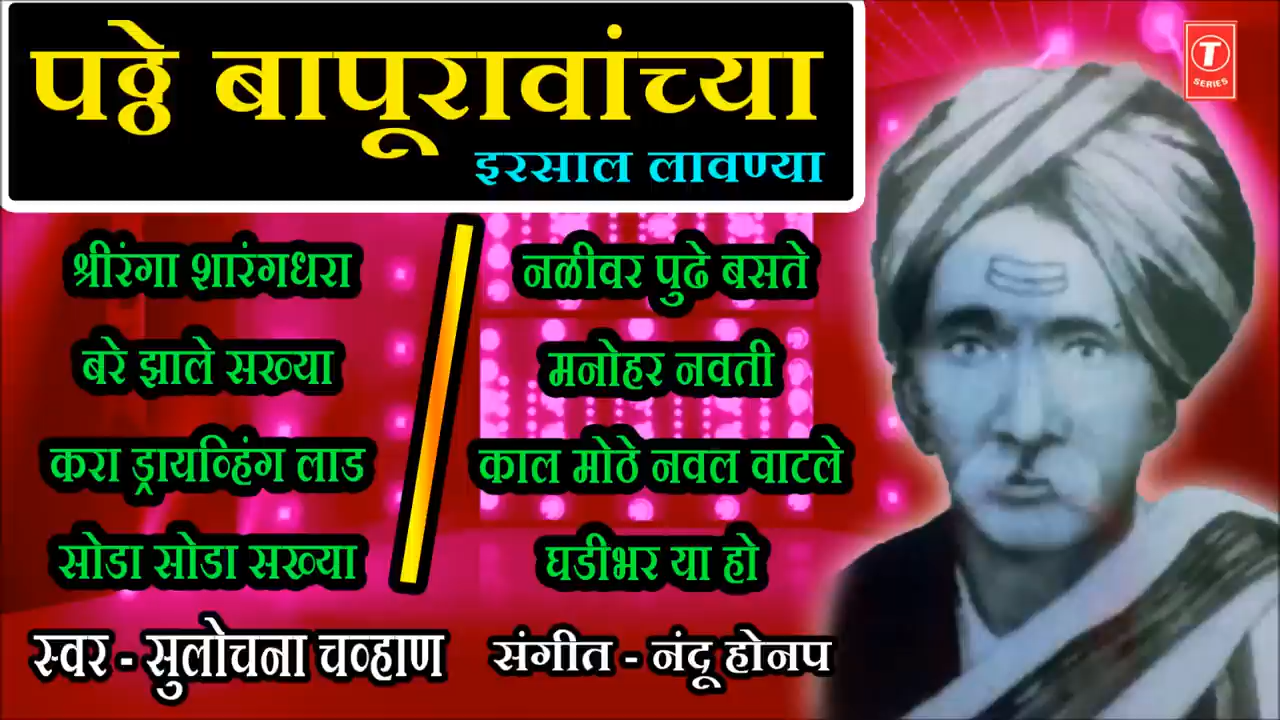 पठ्ठे बापूरावांच्या
इरसाल लावण्या
T
SERIES
श्रीरंगा शारंगधरा
नळीवर पुढे बसते
बरे झाले सख्या
मनोहर नवती
करा ड्रायव्हिंग लाड
काल मोठे नवल वाटले
सोडा सोडा सख्या
घडीभर या हो
स्वर - सुलोचना चव्हाण
संगीत - नंदू होनप